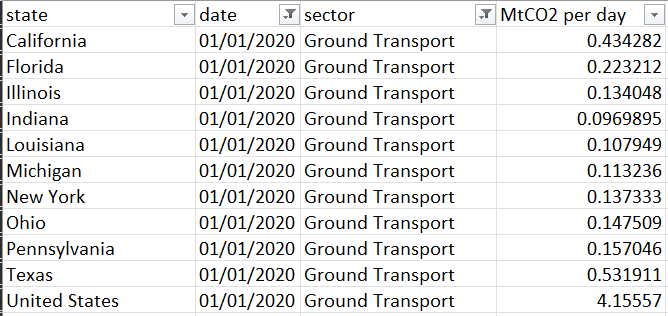 state date sector MtCO2 per day
California 01/01/2020 Ground Transport 0.434282
Florida 01/01/2020 Ground Transport 0.223212
Illinois 01/01/2020 Ground Transport 0.134048
Indiana 01/01/2020 Ground Transport 0.0969895
Louisiana 01/01/2020 Ground Transport 0.107949
Michigan 01/01/2020 Ground Transport 0.113236
New York 01/01/2020 Ground Transport 0.137333
Ohio 01/01/2020 Ground Transport 0.147509
Pennsylvania 01/01/2020 Ground Transport 0.157046
Texas 01/01/2020 Ground Transport 0.531911
United States 01/01/2020 Ground Transport 4.15557